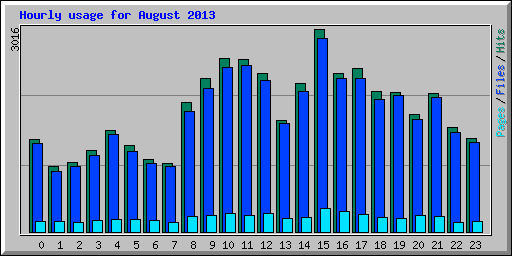 Hourly usage for August 2013
3016
Pages / Files / Hits
0 1 2 3 4 5 6 7 8 9 10 11 12 13 14 15 16 17 18 19 20 21 22 23